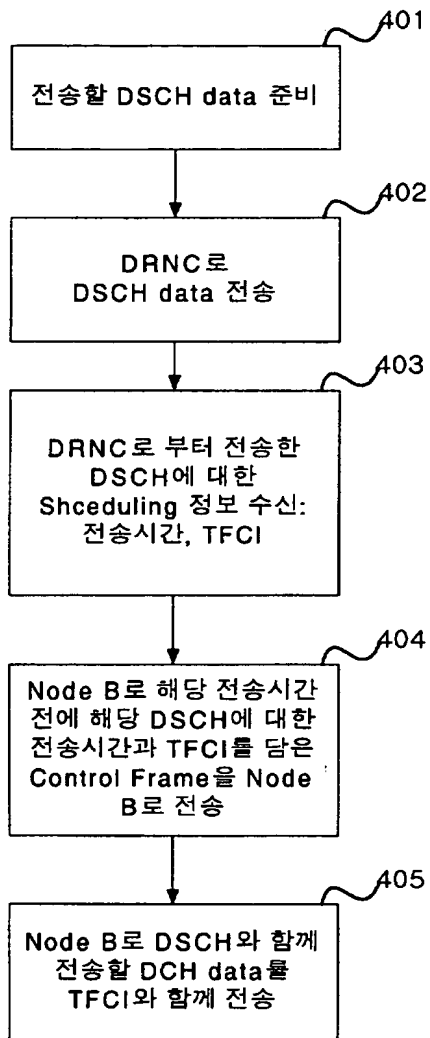 401
전송할 DSCH data 준비
402
DRNC로
DSCH data 전송
403
DRNC로 부터 전송한
DSCH에 대한
Shceduling 정보 수신:
전송시간, TFCI
404
Node B로 해당 전송시간
전에 해당 DSCH에 대한
전송시간과 TFCI를 담은
Control Frame을 Node
B로 전송
405
Node B로 DSCH와 함께
전송할 DCH data를
TFCI와 함께 전송